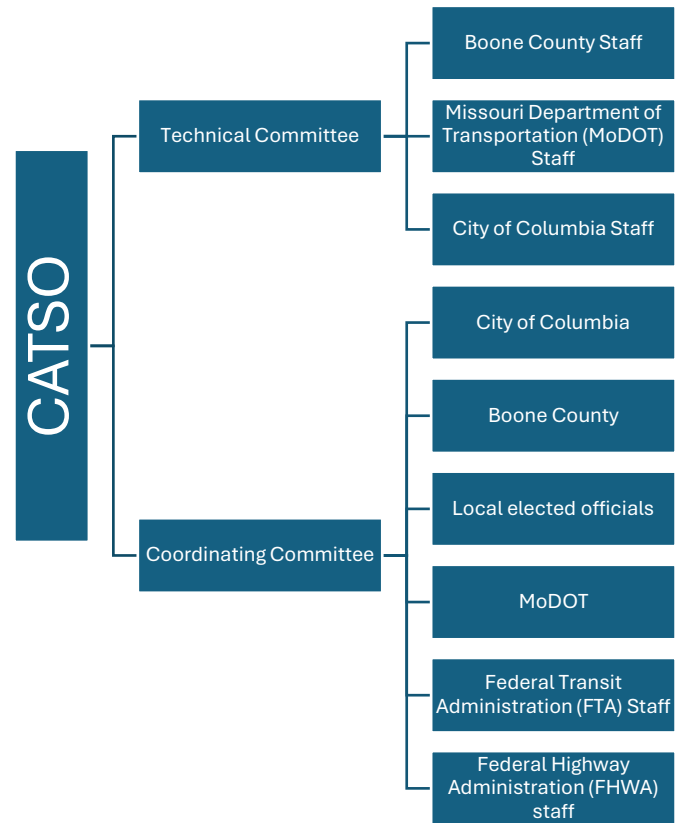 CATSO
Technical Committee
Boone County Staff
Missouri Department of
Transportation (MoDOT)
Staff
City of Columbia Staff
Coordinating Committee
City of Columbia
Boone County
Local elected officials
MoDOT
Federal Transit
Administration (FTA) Staff
Federal Highway
Administration (FHWA)
staff